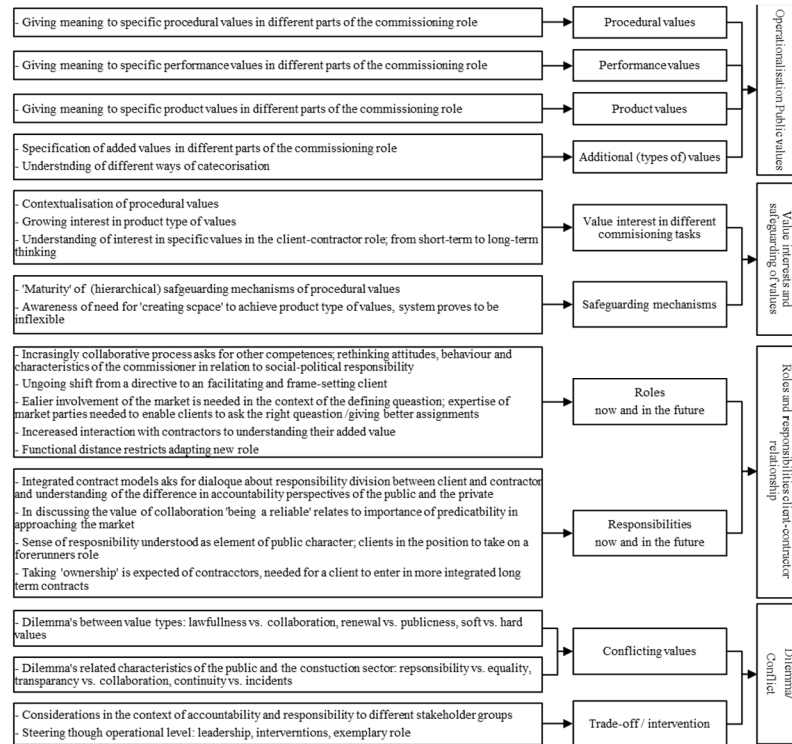 - Giving meaning to specific procedural values in different parts of the commissioning role
Procedural values
- Giving meaning to specific performance values in different parts of the commissioning role
Performance values
- Giving meaning to specific product values in different parts of the commissioning role
Product values
- Specification of added values in different parts of the commissioning role
- Understnding of different ways of catecorisation
Additional (types of) values
Operationalisation Public values
- Contextualisation of procedural values
- Growing interest in product type of values
- Understanding of interest in specific values in the client-contractor role; from short-term to long-term
thinking
Value interest in different
commisioning tasks
- 'Maturity' of (hierarchical) safgeuarding mechanisms of procedural values
- Awareness of need for 'creating scpace' to achieve product type of values, system proves to be
inflexible
Safeguarding mechanisms
Value interests and
safeguarding of values
- Incrasingly collaborative process asks for other competences; rethinking attitudes, behaviour and
characteristics of the commissioner in relation to social-political responsibility
- Ungoing shift from a directive to an facilitating and frame-setting client
- Ealier involvement of the market is needed in the context of the defining queastion; expertise of
market parties needed to enable clients to ask the right queastion /giving better assignments
- Incereased interaction with contractors to understanding their added value
- Functional distance restricts adapting new role
Roles
now and in the future
- Integrated contract models aks for dialogue about responsibility division between client and contractor
and understanding of the difference in accountability perspectives of the public and the private
- In discussing the value of collaboration 'being a reliable' relates to importance of predicatbility in
approaching the market
- Sense of resposnibility understood as element of public character; clients in the position to take on a
forerunners role
- Taking 'ownership' is expected of contracctors, needed for a client to enter in more integrated long
term contracts
Responsibilities
now and in the future
Roles and responsibilities client-contractor
relationship
- Dilemma's between value types: lawfullness vs. collaboration, renewal vs. publicness, soft vs. hard
values
- Dilemma's related characteristics of the public and the constuction sector: repsonsibility vs. equality,
transparancy vs. collaboration, continuity vs. incidents
Conflicting values
- Considerations in the context of accountability and responsibility to different stakeholder groups
- Steering though operational level: leadership, interverntions, exemplary role
Trade-off / intervention
Dilemma/
Conflict